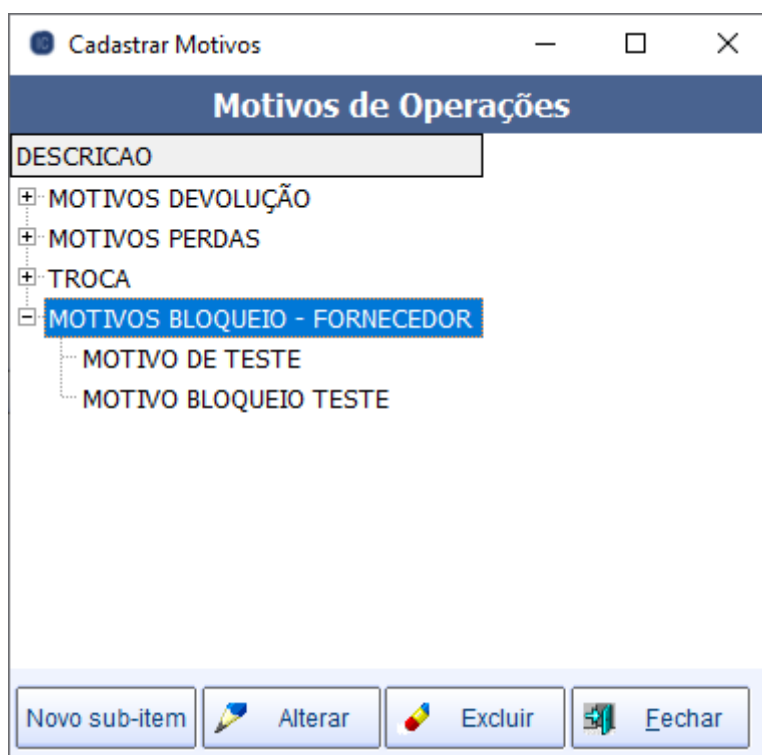 Cadastrar Motivos
Motivos de Operações
DESCRICAO
MOTIVOS DEVOLUÇÃO
MOTIVOS PERDAS
TROCA
MOTIVOS BLOQUEIO - FORNECEDOR
MOTIVO DE TESTE
MOTIVO BLOQUEIO TESTE
Novo sub-item Alterar Excluir Fechar